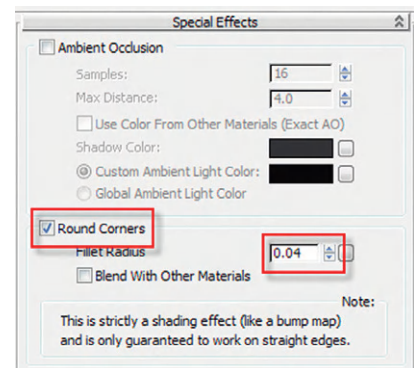 Special Effects
Ambient Occlusion
Samples: 16
Max Distance: 4.0
Use Color From Other Materials (Exact AO)
Shadow Color:
Custom Ambient Light Color:
Global Ambient Light Color
Round Corners
Fillet Radius 0.04
Blend With Other Materials
Note:
This is strictly a shading effect (like a bump map)
and is only guaranteed to work on straight edges.